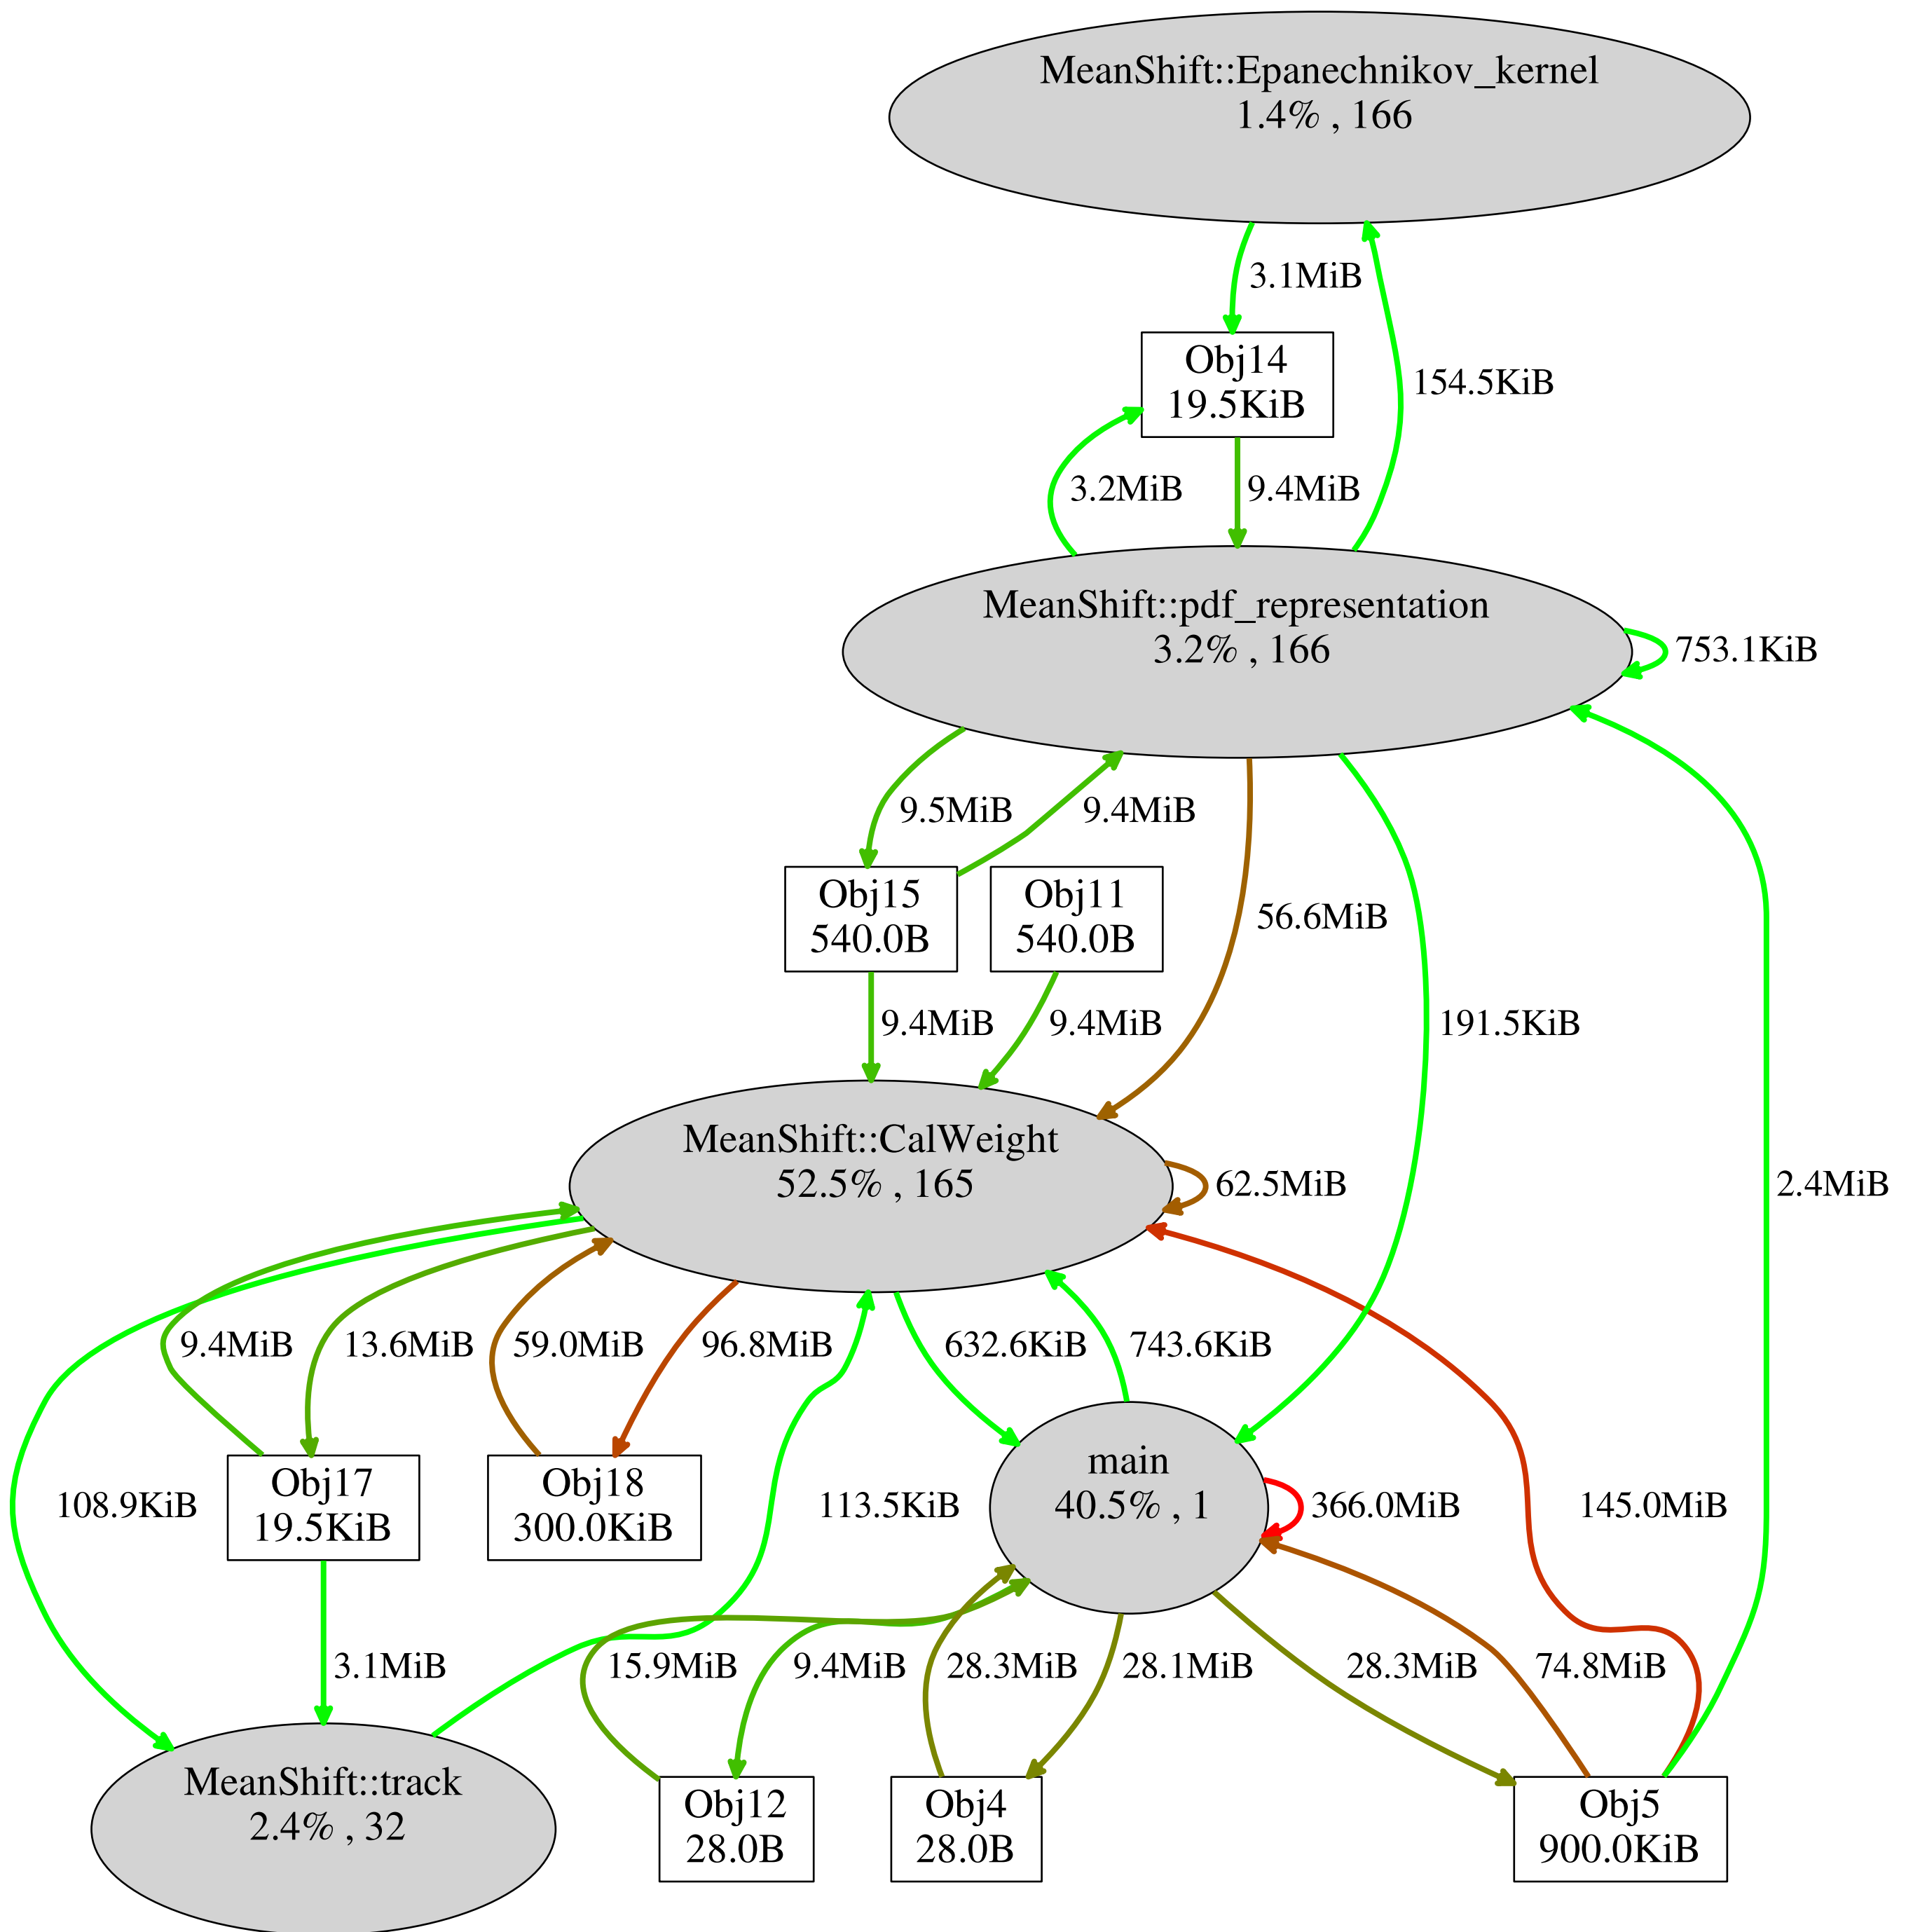 MeanShift::Epanechnikov_kernel
1.4% , 166
3.1MiB
Obj14
19.5KiB
154.5KiB
3.2MiB
9.4MiB
MeanShift::pdf_representation
3.2% , 166
753.1KiB
9.5MiB
9.4MiB
Obj15
540.0B
Obj11
540.0B
56.6MiB
9.4MiB
9.4MiB
191.5KiB
MeanShift::CalWeight
52.5% , 165
62.5MiB
2.4MiB
9.4MiB
13.6MiB
59.0MiB
96.8MiB
632.6KiB
743.6KiB
108.9KiB
Obj17
19.5KiB
Obj18
300.0KiB
113.5KiB
main
40.5% , 1
366.0MiB
145.0MiB
3.1MiB
15.9MiB
9.4MiB
28.3MiB
28.1MiB
28.3MiB
74.8MiB
MeanShift::track
2.4% , 32
Obj12
28.0B
Obj4
28.0B
Obj5
900.0KiB